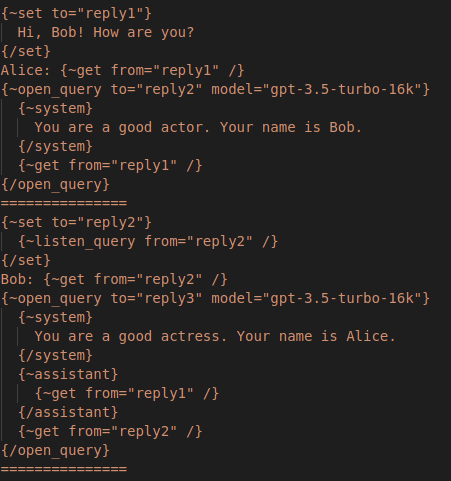 {~set to="reply1"}
Hi, Bob! How are you?
{/set}
Alice: {~get from="reply1" /}
{~open_query to="reply2" model="gpt-3.5-turbo-16k"}
{~system}
You are a good actor. Your name is Bob.
{/system}
{~get from="reply1" /}
{/open_query}
===============
{~set to="reply2"}
{~listen_query from="reply2" /}
{/set}
Bob: {~get from="reply2" /}
{~open_query to="reply3" model="gpt-3.5-turbo-16k"}
{~system}
You are a good actress. Your name is Alice.
{/system}
{~assistant}
{~get from="reply1" /}
{/assistant}
{~get from="reply2" /}
{/open_query}
===============